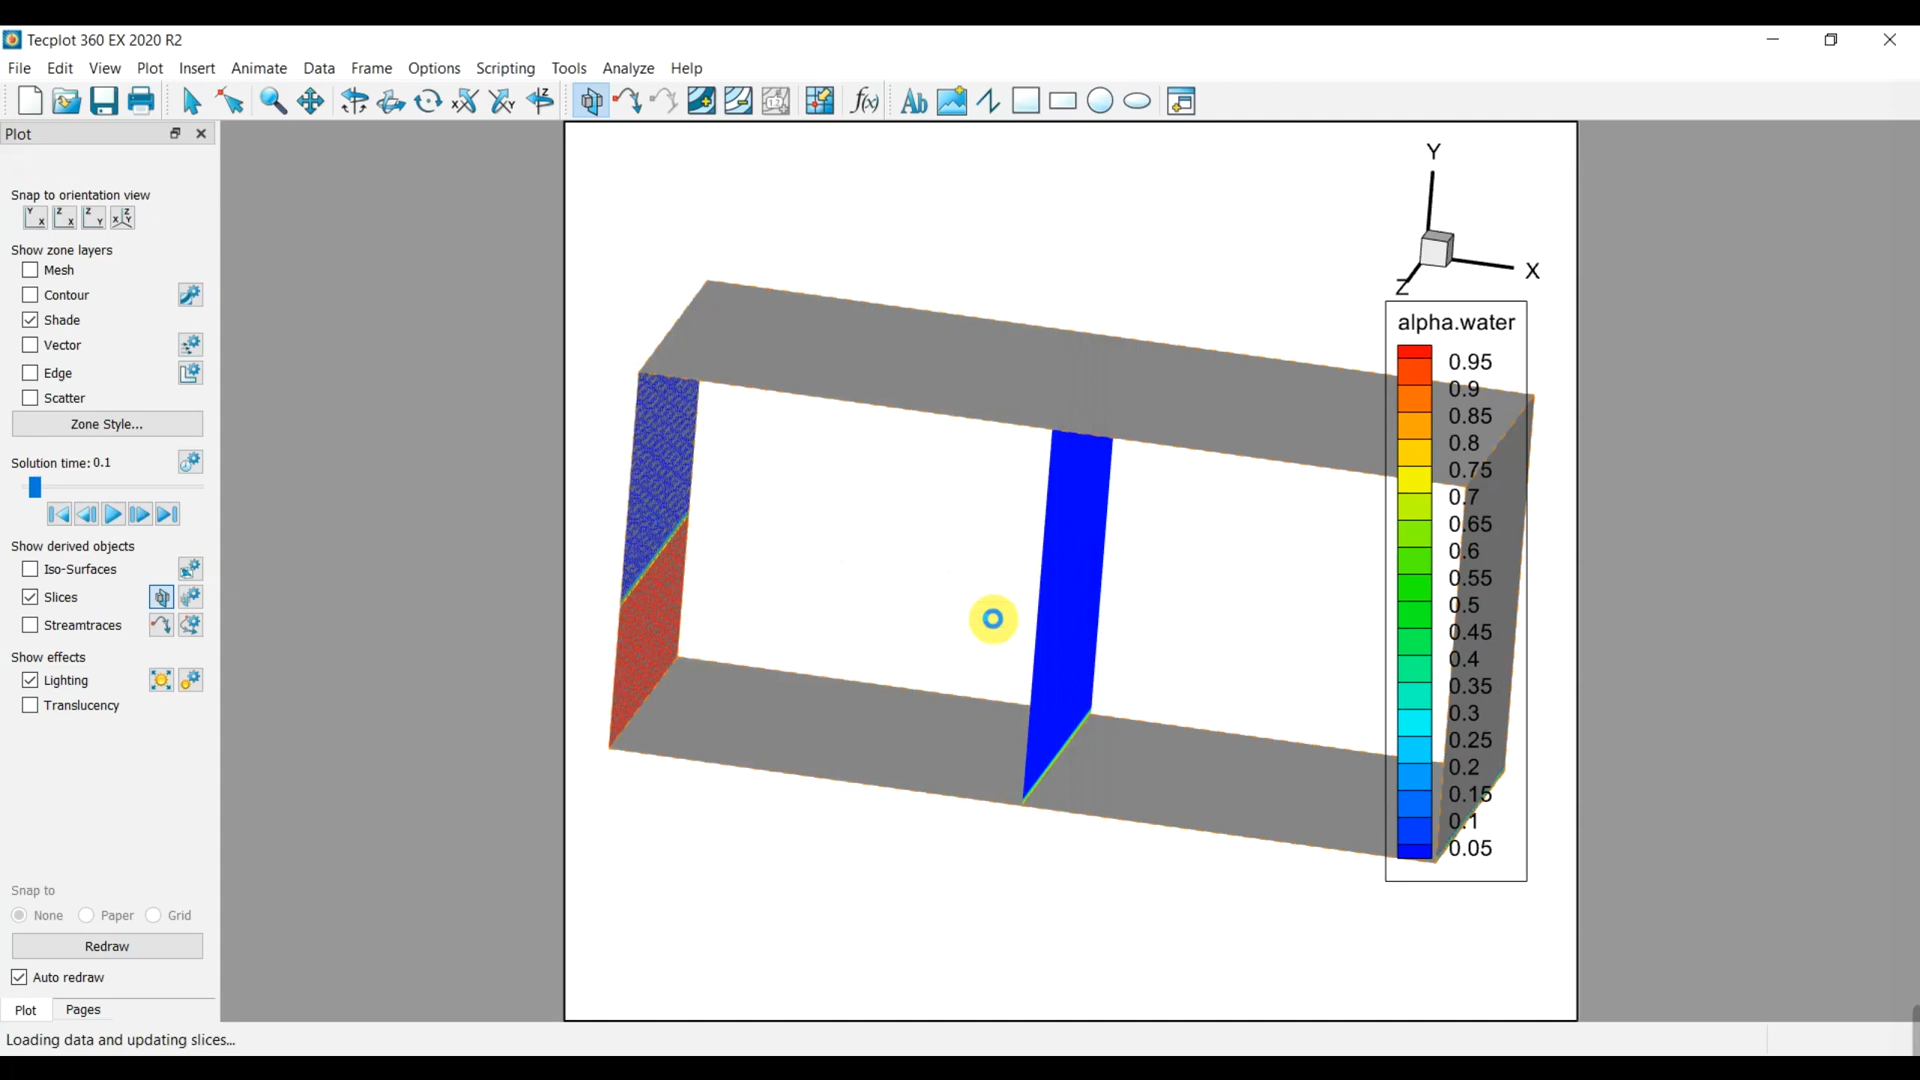 Tecplot 360 EX 2020 R2
File Edit View Plot Insert Animate Data Frame Options Scripting Tools Analyze Help
Plot
Snap to orientation view
Show zone layers
Mesh
Contour
Shade
Vector
Edge
Scatter
Zone Style...
Solution time: 0.1
Show derived objects
Iso-Surfaces
Slices
Streamtraces
Show effects
Lighting
Translucency
Snap to
None Paper Grid
Redraw
Auto redraw
Plot Pages
Loading data and updating slices...
Y
X
Z
alpha.water
0.95
0.9
0.85
0.8
0.75
0.7
0.65
0.6
0.55
0.5
0.45
0.4
0.35
0.3
0.25
0.2
0.15
0.1
0.05